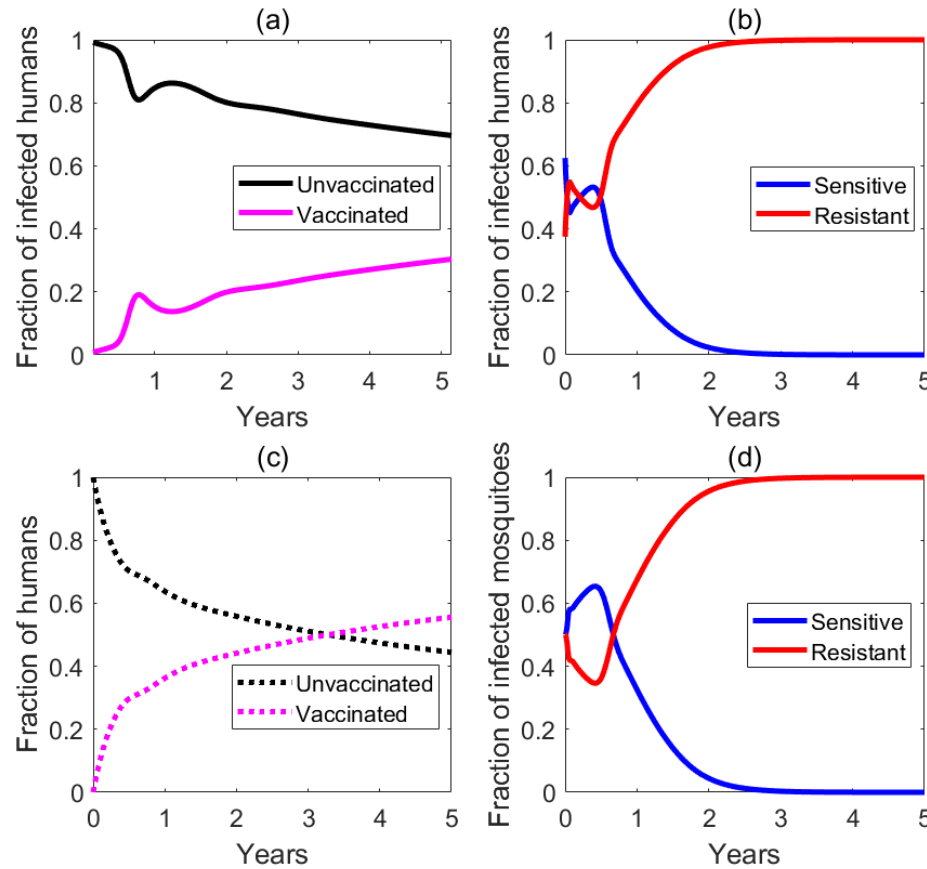 (a)
Fraction of infected humans
1
0.8
0.6
0.4
0.2
0
Unvaccinated
Vaccinated
1 2 3 4 5
Years
(b)
Fraction of infected humans
1
0.8
0.6
0.4
0.2
0
Sensitive
Resistant
0 1 2 3 4 5
Years
(c)
Fraction of humans
1
0.8
0.6
0.4
0.2
0
Unvaccinated
Vaccinated
0 1 2 3 4 5
Years
(d)
Fraction of infected mosquitoes
1
0.8
0.6
0.4
0.2
0
Sensitive
Resistant
0 1 2 3 4 5
Years